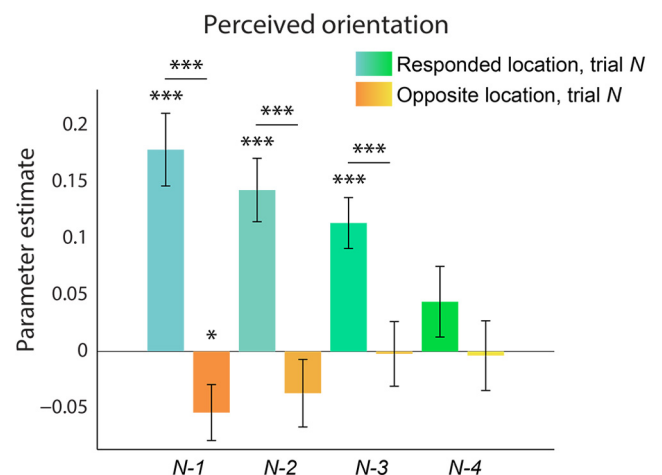 Perceived orientation
Responded location, trial N
Opposite location, trial N
Parameter estimate
0.2
0.15
0.1
0.05
0
−0.05
***
***
***
***
***
***
*
N-1 N-2 N-3 N-4